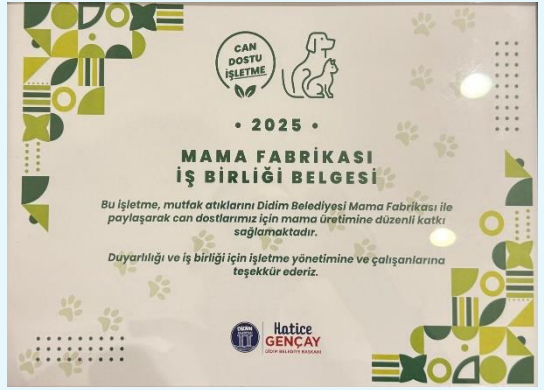 CAN
DOSTU
İŞLETME
• 2025 •
MAMA FABRİKASI
İŞ BİRLİĞİ BELGESİ
Bu işletme, mutfak atıklarını Didim Belediyesi Mama Fabrikası ile
paylaşarak can dostlarımız için mama üretimine düzenli katkı
sağlamaktadır.
Duyarlılığı ve iş birliği için işletme yönetimine ve çalışanlarına
teşekkür ederiz.
DİDİM
Hatice
GENÇAY
DİDİM BELEDİYE BAŞKANI